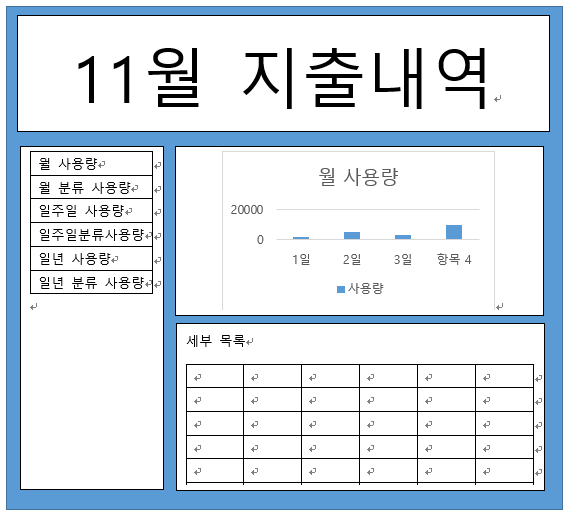 11월 지출내역
월 사용량
월 분류 사용량
일주일 사용량
일주일분류사용량
일년 사용량
일년 분류 사용량
월 사용량
20000
0
1일 2일 3일 항목 4
사용량
세부 목록